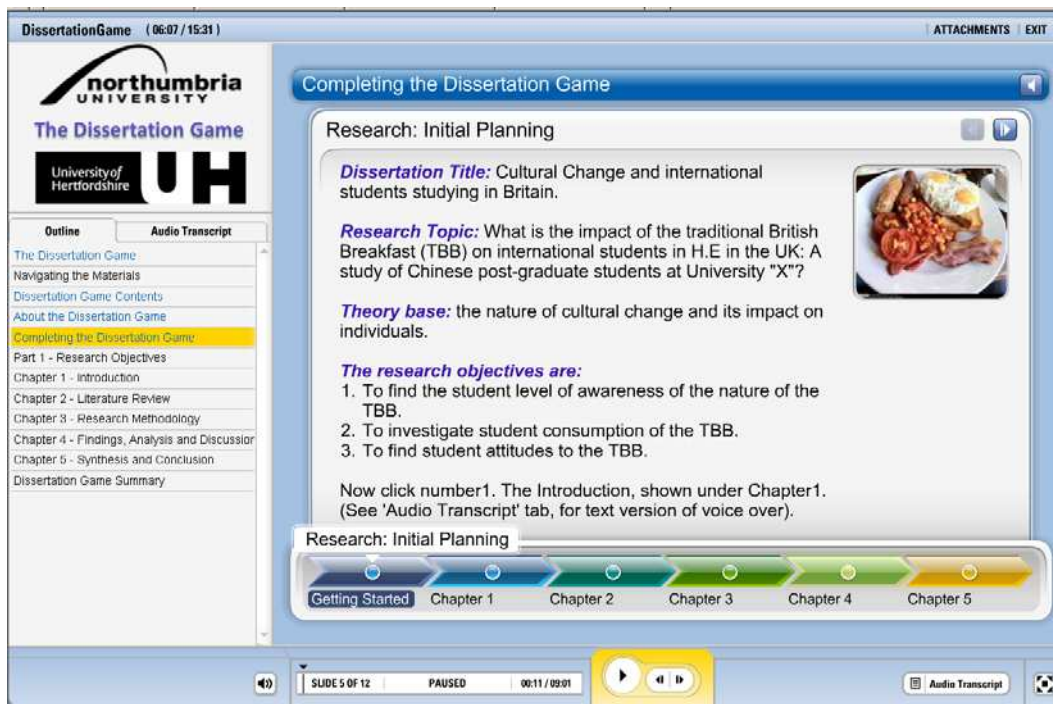 DissertationGame ( 06:07 / 15:31 )
ATTACHMENTS EXIT
northumbria
UNIVERSITY
The Dissertation Game
University of
Hertfordshire
UH
Outline
Audio Transcript
The Dissertation Game
Navigating the Materials
Dissertation Game Contents
About the Dissertation Game
Completing the Dissertation Game
Part 1 - Research Objectives
Chapter 1 - Introduction
Chapter 2 - Literature Review
Chapter 3 - Research Methodology
Chapter 4 - Findings, Analysis and Discussion
Chapter 5 - Synthesis and Conclusion
Dissertation Game Summary
Completing the Dissertation Game
Research: Initial Planning
Dissertation Title: Cultural Change and international
students studying in Britain.
Research Topic: What is the impact of the traditional British
Breakfast (TBB) on international students in H.E in the UK: A
study of Chinese post-graduate students at University "X"?
Theory base: the nature of cultural change and its impact on
individuals.
The research objectives are:
1. To find the student level of awareness of the nature of the
TBB.
2. To investigate student consumption of the TBB.
3. To find student attitudes to the TBB.
Now click number1. The Introduction, shown under Chapter1.
(See 'Audio Transcript' tab, for text version of voice over).
Research: Initial Planning
Getting Started
Chapter 1
Chapter 2
Chapter 3
Chapter 4
Chapter 5
SLIDE 5 OF 12
PAUSED
00:11 / 09:01
Audio Transcript